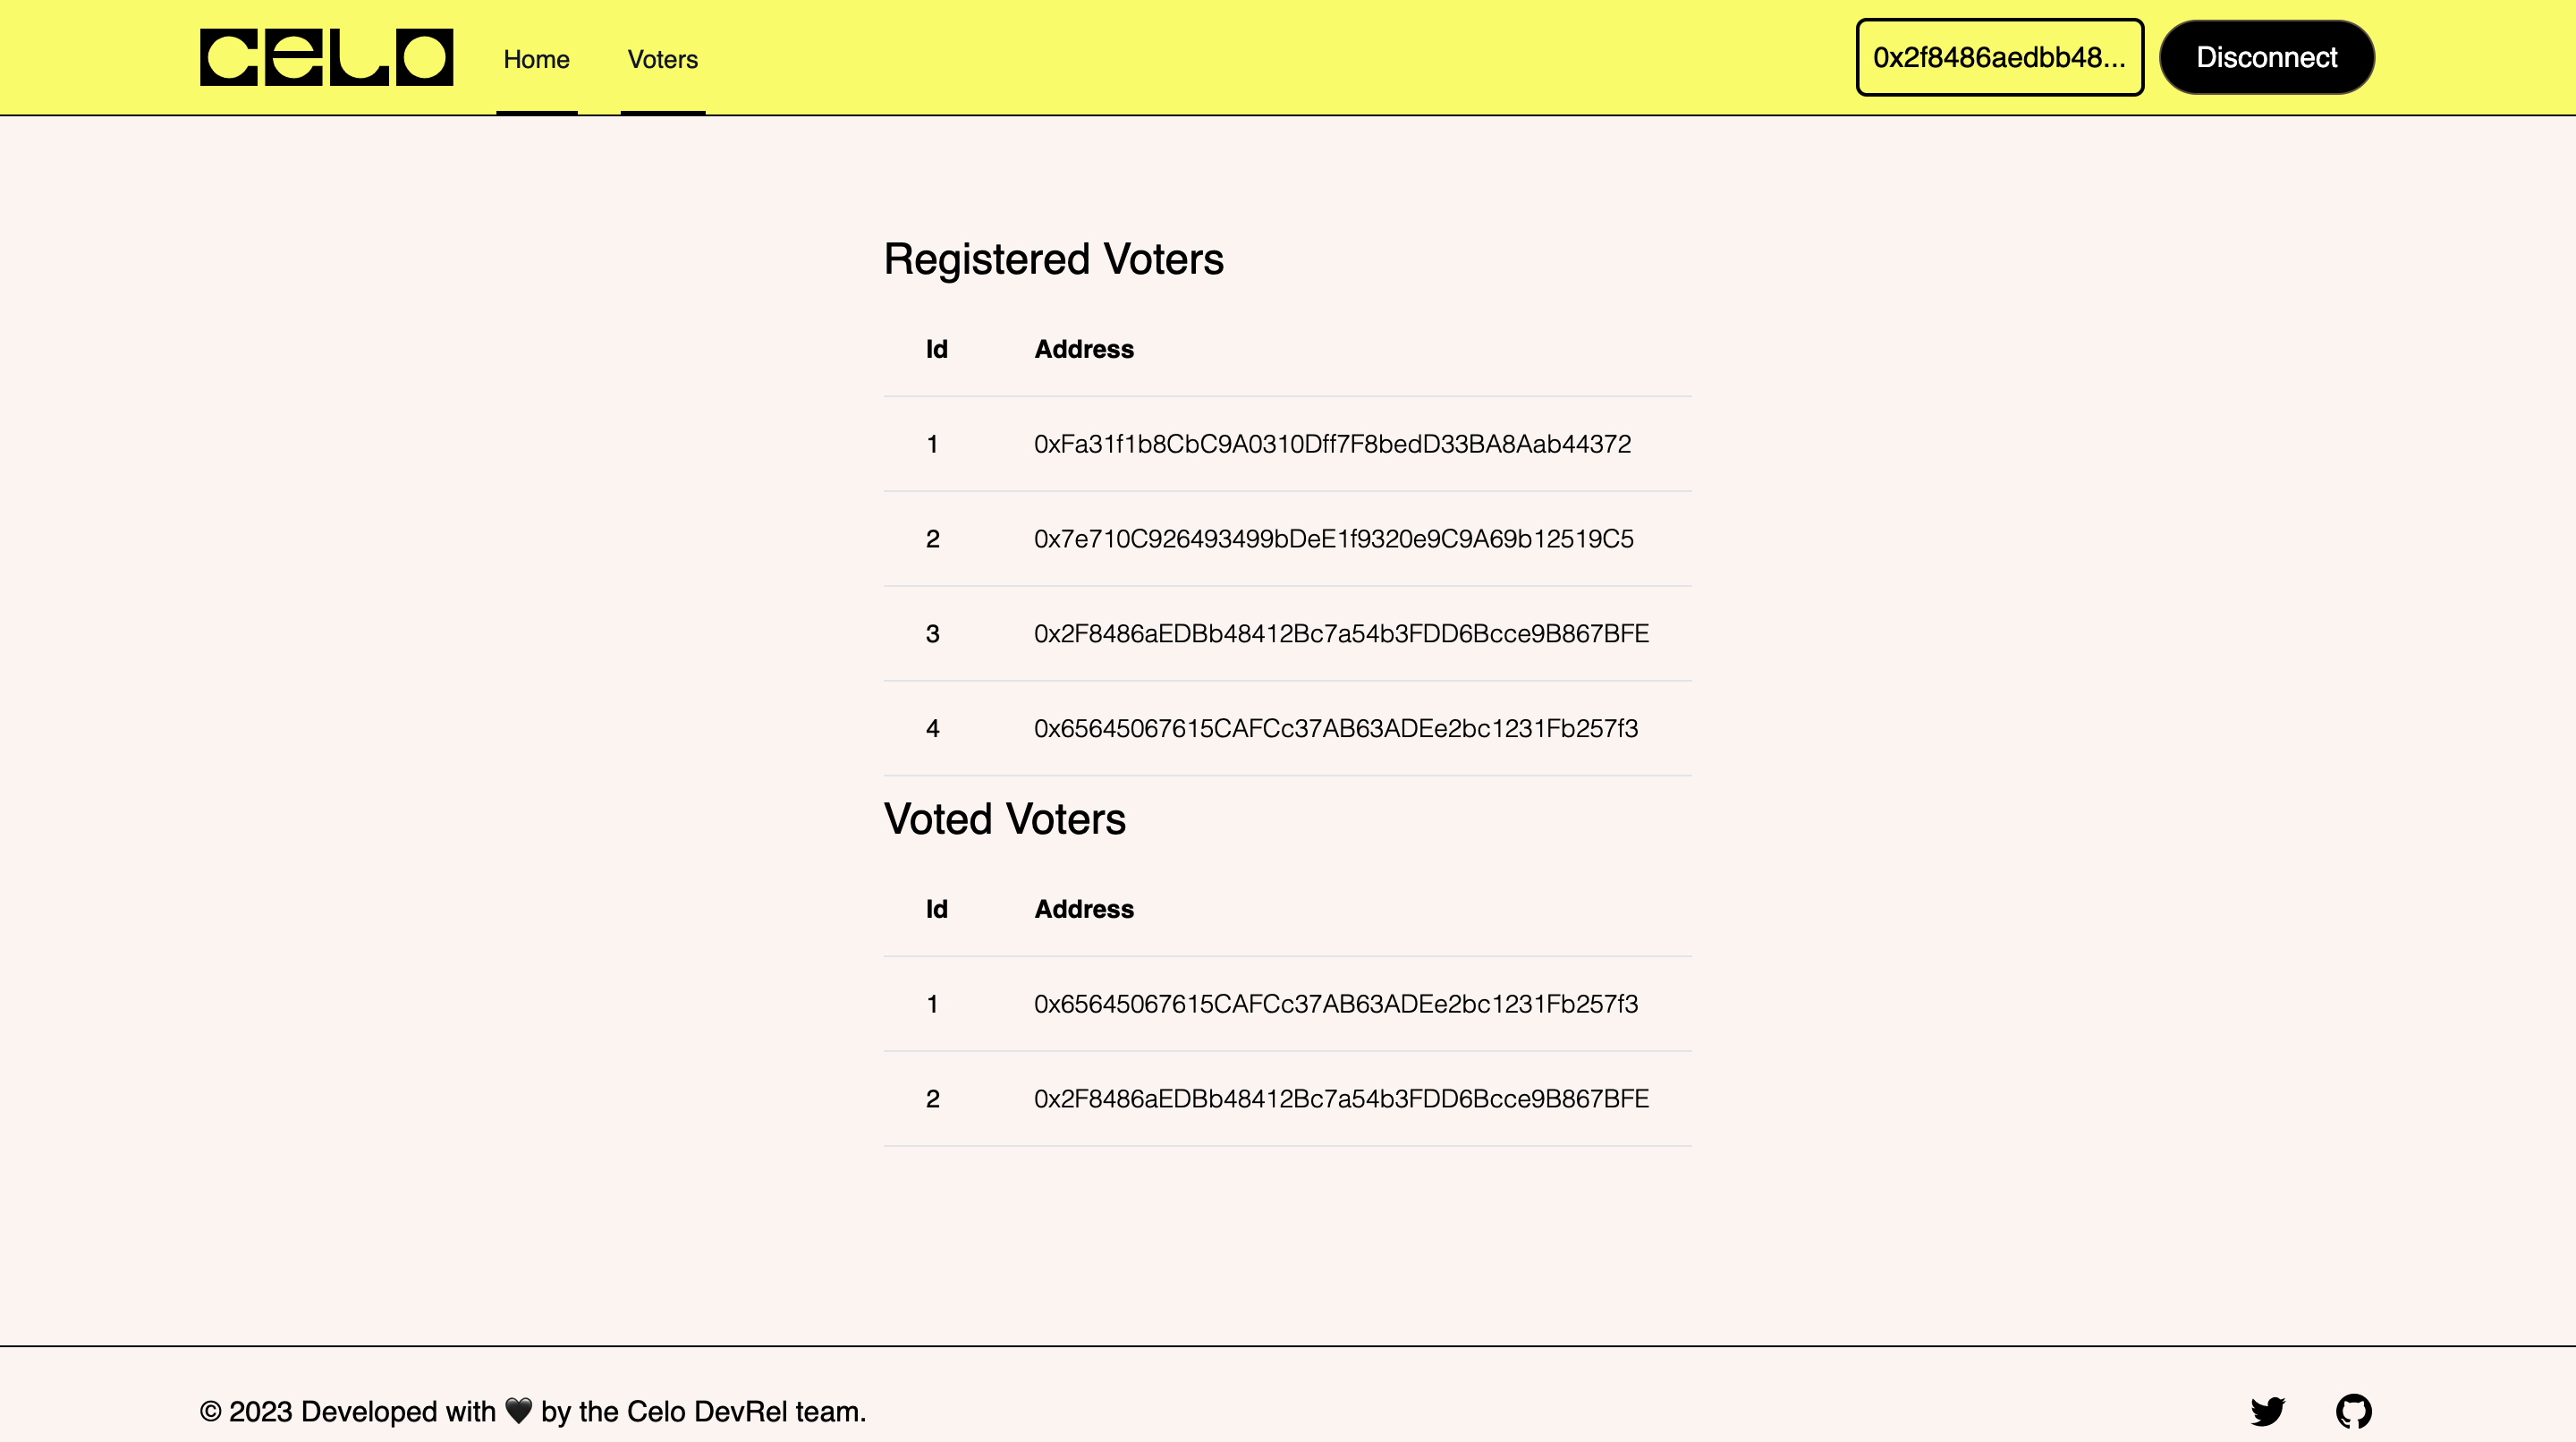 CELO Home Voters 0x2f8486aedbb48... Disconnect
Registered Voters
Id Address
1 0xFa31f1b8CbC9A0310Dff7F8bedD33BA8Aab44372
2 0x7e710C926493499bDeE1f9320e9C9A69b12519C5
3 0x2F8486aEDBb48412Bc7a54b3FDD6Bcce9B867BFE
4 0x65645067615CAFCc37AB63ADEe2bc1231Fb257f3
Voted Voters
Id Address
1 0x65645067615CAFCc37AB63ADEe2bc1231Fb257f3
2 0x2F8486aEDBb48412Bc7a54b3FDD6Bcce9B867BFE
© 2023 Developed with 🖤 by the Celo DevRel team.